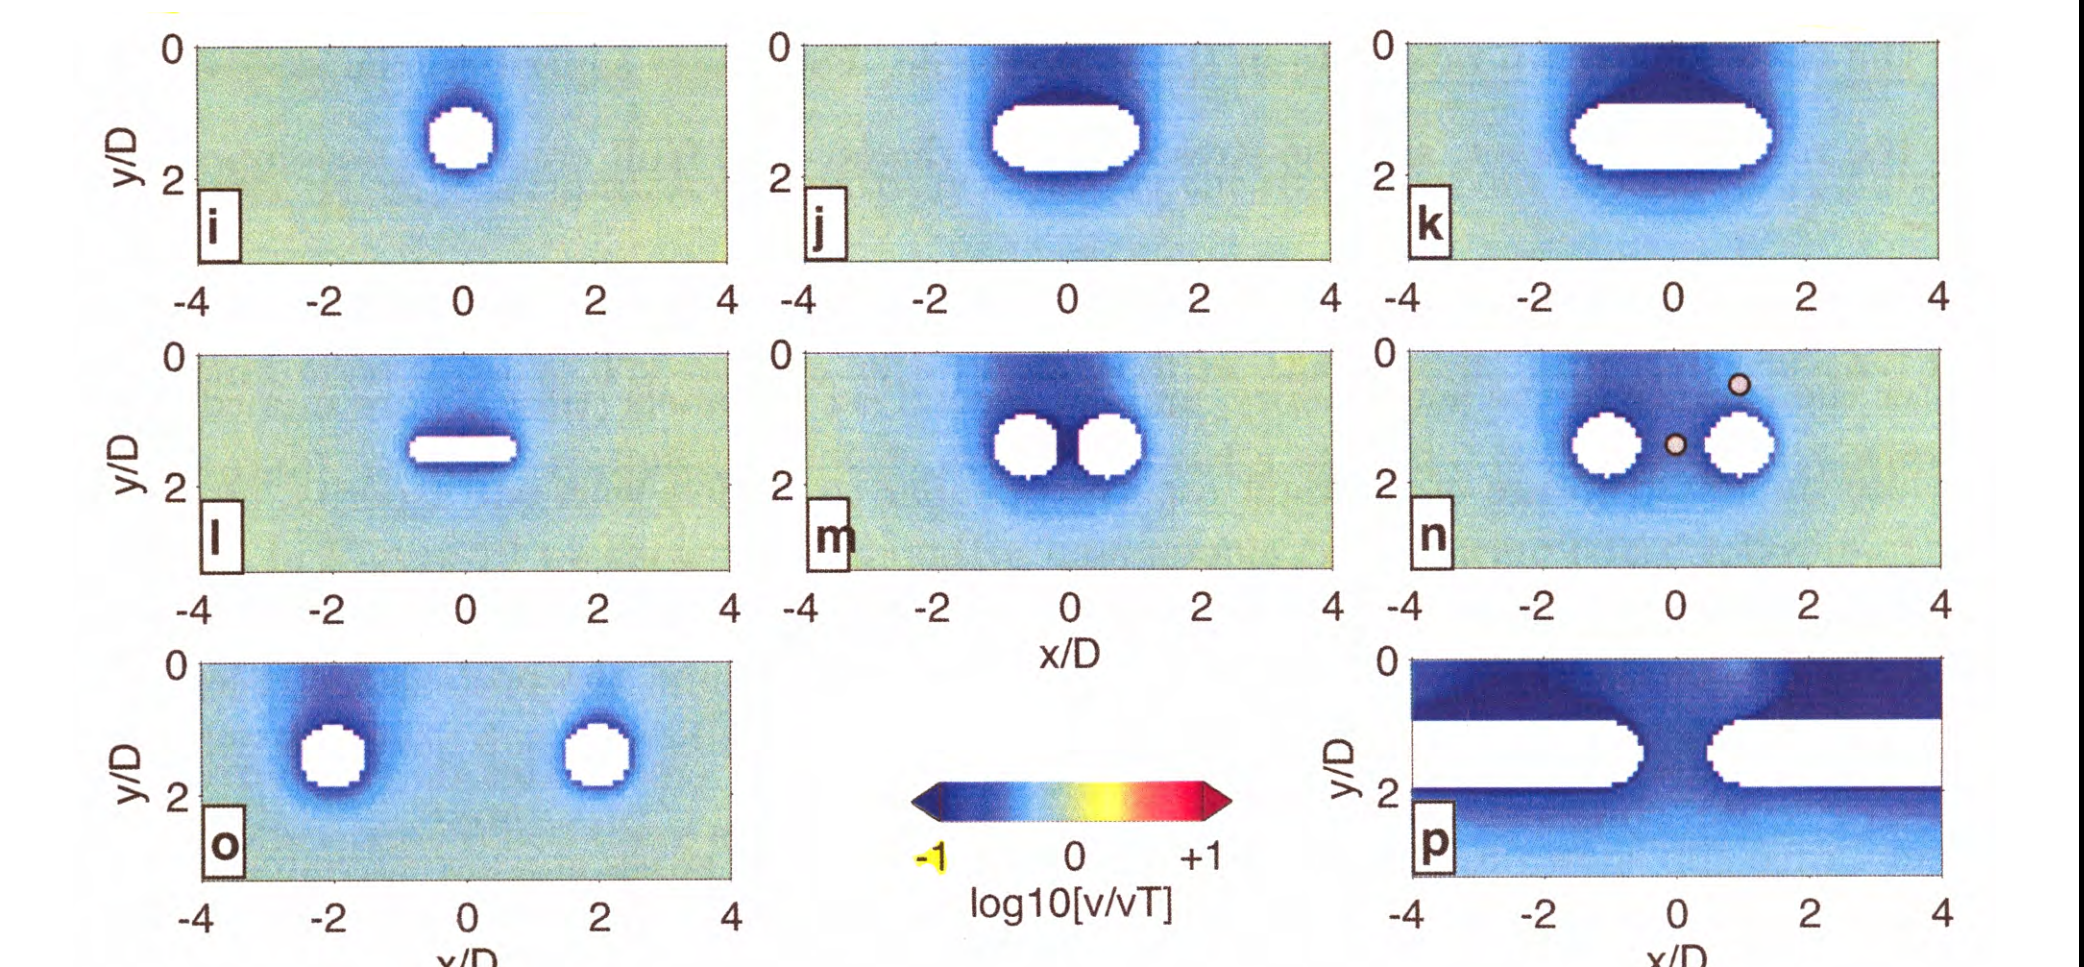 0 0 0
y/D
2 2 2
i j k
-4 -2 0 2 4 -4 -2 0 2 4 -4 -2 0 2 4
0 0 0
y/D
2 2 2
l m n
-4 -2 0 2 4 -4 -2 0 2 4 -4 -2 0 2 4
x/D
0 0
y/D y/D
2 2
o p
-1 0 +1
log10[v/vT]
-4 -2 0 2 4 -4 -2 0 2 4
x/D x/D